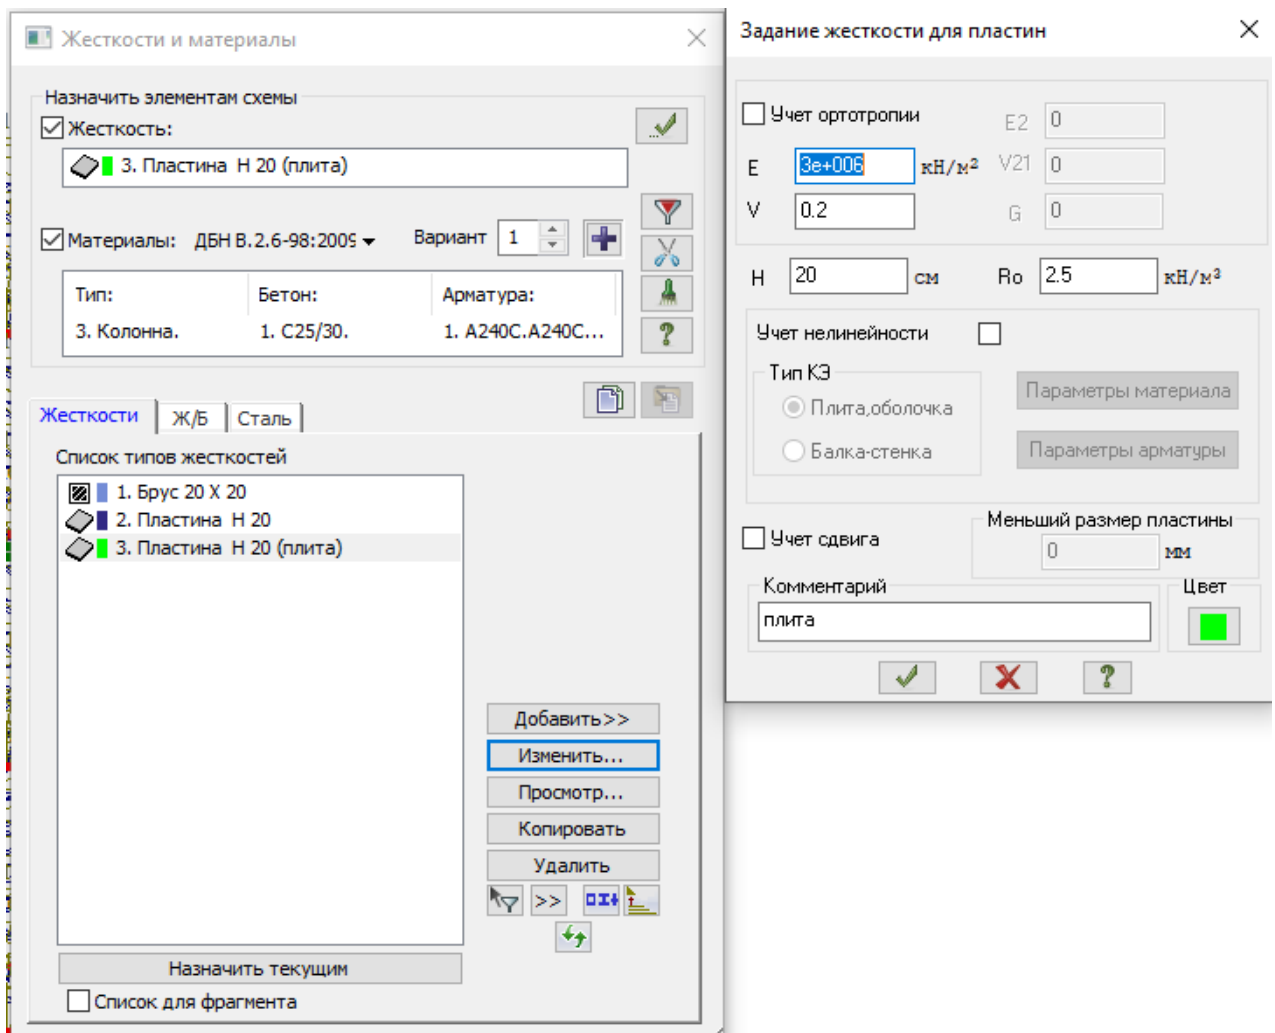 Жесткости и материалы
Назначить элементам схемы
Жесткость:
3. Пластина H 20 (плита)
Материалы: ДБН В.2.6-98:2009 Вариант 1
Тип: Бетон: Арматура:
3. Колонна. 1. C25/30. 1. A240C.A240C...
Жесткости Ж/Б Сталь
Список типов жесткостей
1. Брус 20 X 20
2. Пластина H 20
3. Пластина H 20 (плита)
Добавить>>
Изменить...
Просмотр...
Копировать
Удалить
>>
Назначить текущим
Список для фрагмента
Задание жесткости для пластин
Учет ортотропии
E2 0
E 3e+006 кН/м²
V21 0
V 0.2
G 0
H 20 см Ro 2.5 кН/м³
Учет нелинейности
Тип КЭ
Плита,оболочка
Балка-стенка
Параметры материала
Параметры арматуры
Учет сдвига
Меньший размер пластины
0 мм
Комментарий
плита
Цвет